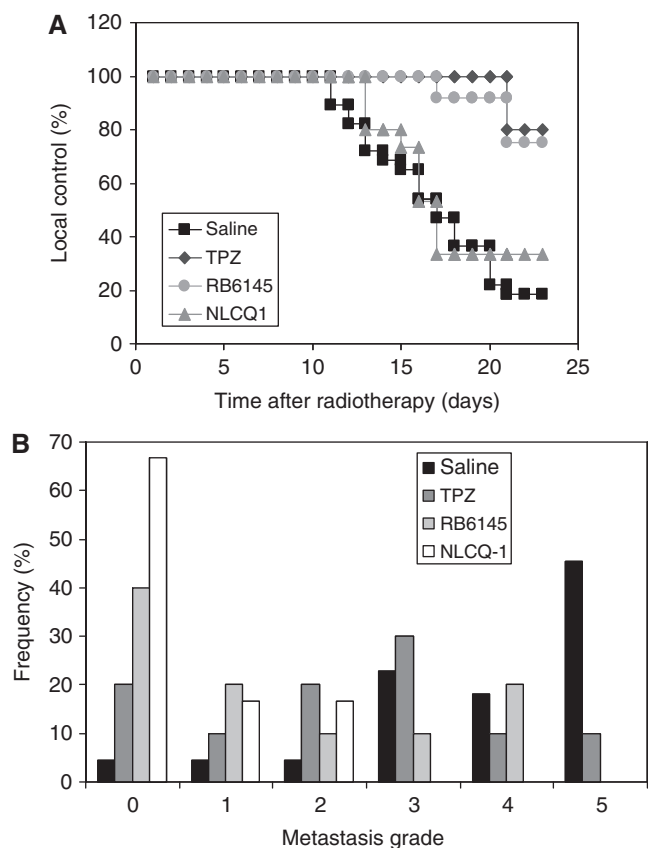 A
120
100
80
60
40
20
0
Local control (%)
Saline
TPZ
RB6145
NLCQ1
0 5 10 15 20 25
Time after radiotherapy (days)
B
70
60
50
40
30
20
10
0
Frequency (%)
Saline
TPZ
RB6145
NLCQ-1
0 1 2 3 4 5
Metastasis grade